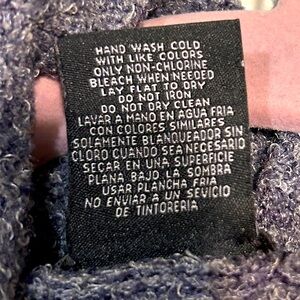 HAND WASH COLD
WITH LIKE COLORS
ONLY NON-CHLORINE
BLEACH WHEN NEEDED
LAY FLAT TO DRY
DO NOT IRON
DO NOT DRY CLEAN
LAVAR A MANO EN AGUA FRIA
CON COLORES SIMILARES
SOLAMENTE BLANQUEADOR SIN
CLORO CUANDO SEA NECESARIO
SECAR EN UNA SUPERFICIE
PLANA BAJO LA SOMBRA
USAR PLANCHA FRIA
NO ENVIAR A UN SEVICIO
DE TINTORERIA